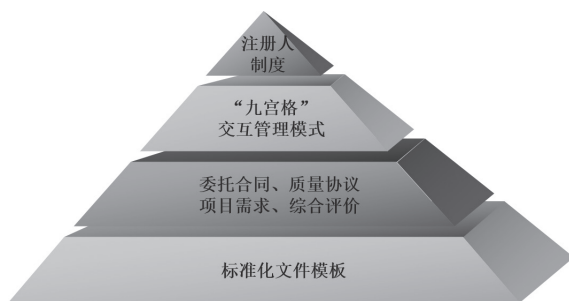 注册人
制度
“九宫格”
交互管理模式
委托合同、质量协议
项目需求、综合评价
标准化文件模板